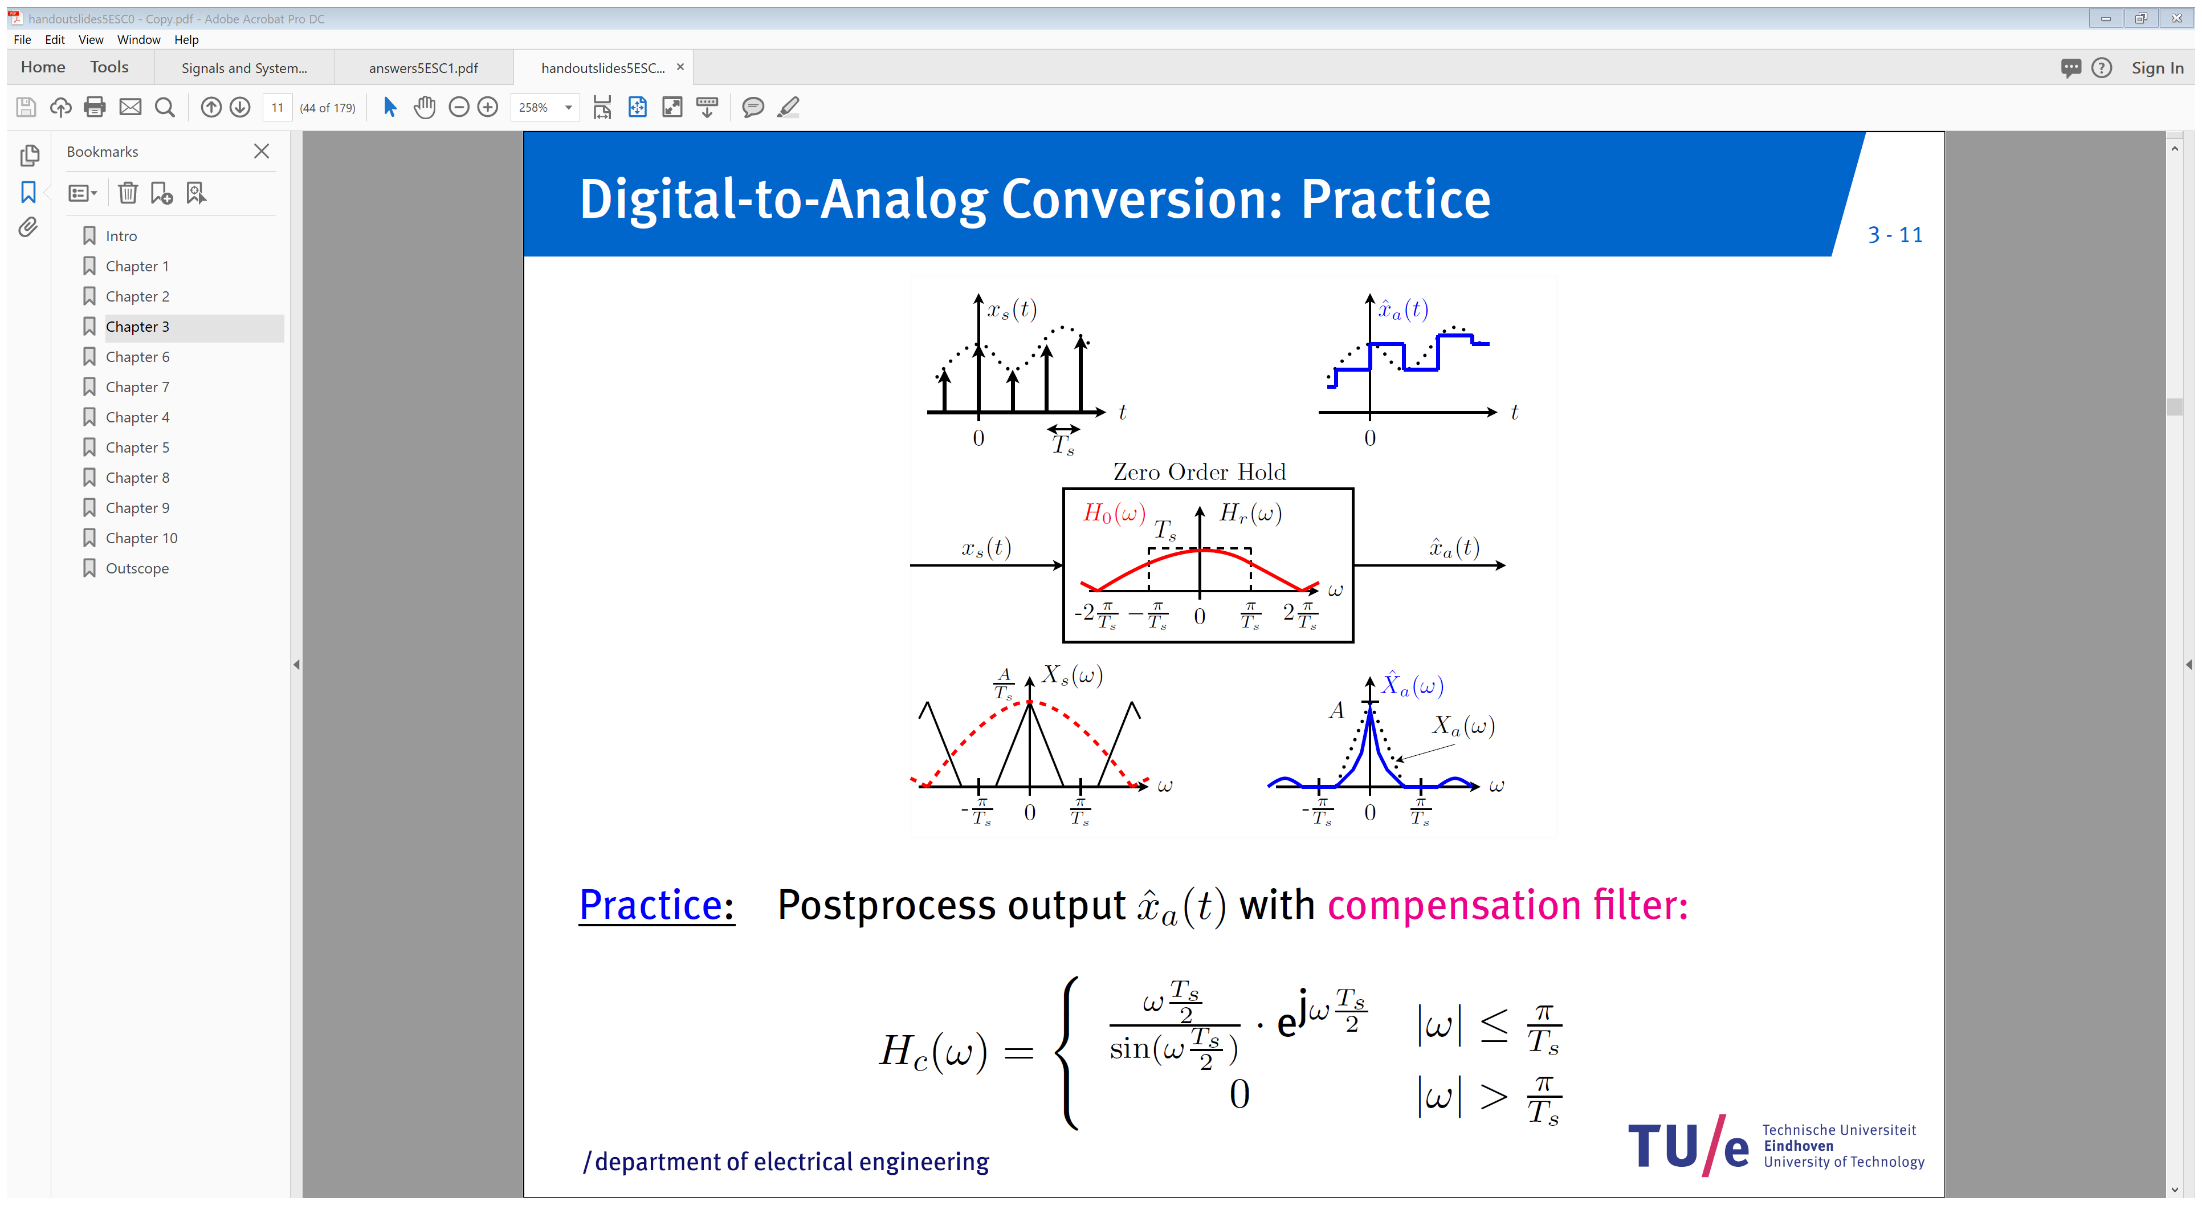 handoutslides5ESC0 - Copy.pdf - Adobe Acrobat Pro DC
File Edit View Window Help
Home Tools Signals and System... answers5ESC1.pdf handoutslides5ESC... × Sign In
11 (44 of 179) 258%
Bookmarks
Intro
Chapter 1
Chapter 2
Chapter 3
Chapter 6
Chapter 7
Chapter 4
Chapter 5
Chapter 8
Chapter 9
Chapter 10
Outscope
Digital-to-Analog Conversion: Practice
3 - 11
x_s(t)
t
0
T_s
x̂_a(t)
t
0
Zero Order Hold
H_0(ω) T_s H_r(ω)
x_s(t) x̂_a(t)
ω
-2π/T_s −π/T_s 0 π/T_s 2π/T_s
A/T_s X_s(ω)
ω
-π/T_s 0 π/T_s
X̂_a(ω)
A X_a(ω)
ω
-π/T_s 0 π/T_s
Practice: Postprocess output x̂_a(t) with compensation filter:
H_c(ω) = { (ω T_s/2)/(sin(ω T_s/2)) · e^{jω T_s/2} |ω| ≤ π/T_s
0 |ω| > π/T_s
/ department of electrical engineering
TU/e Technische Universiteit
Eindhoven
University of Technology